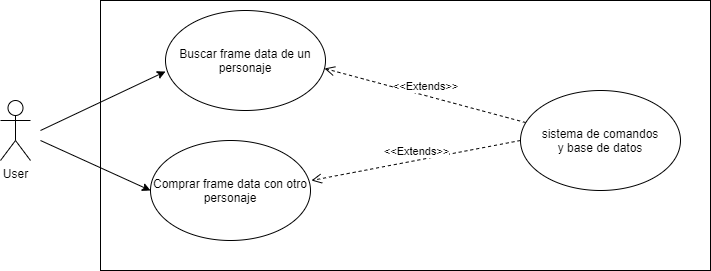 Buscar frame data de un
personaje
<<Extends>>
sistema de comandos
y base de datos
<<Extends>>
User
Comprar frame data con otro
personaje